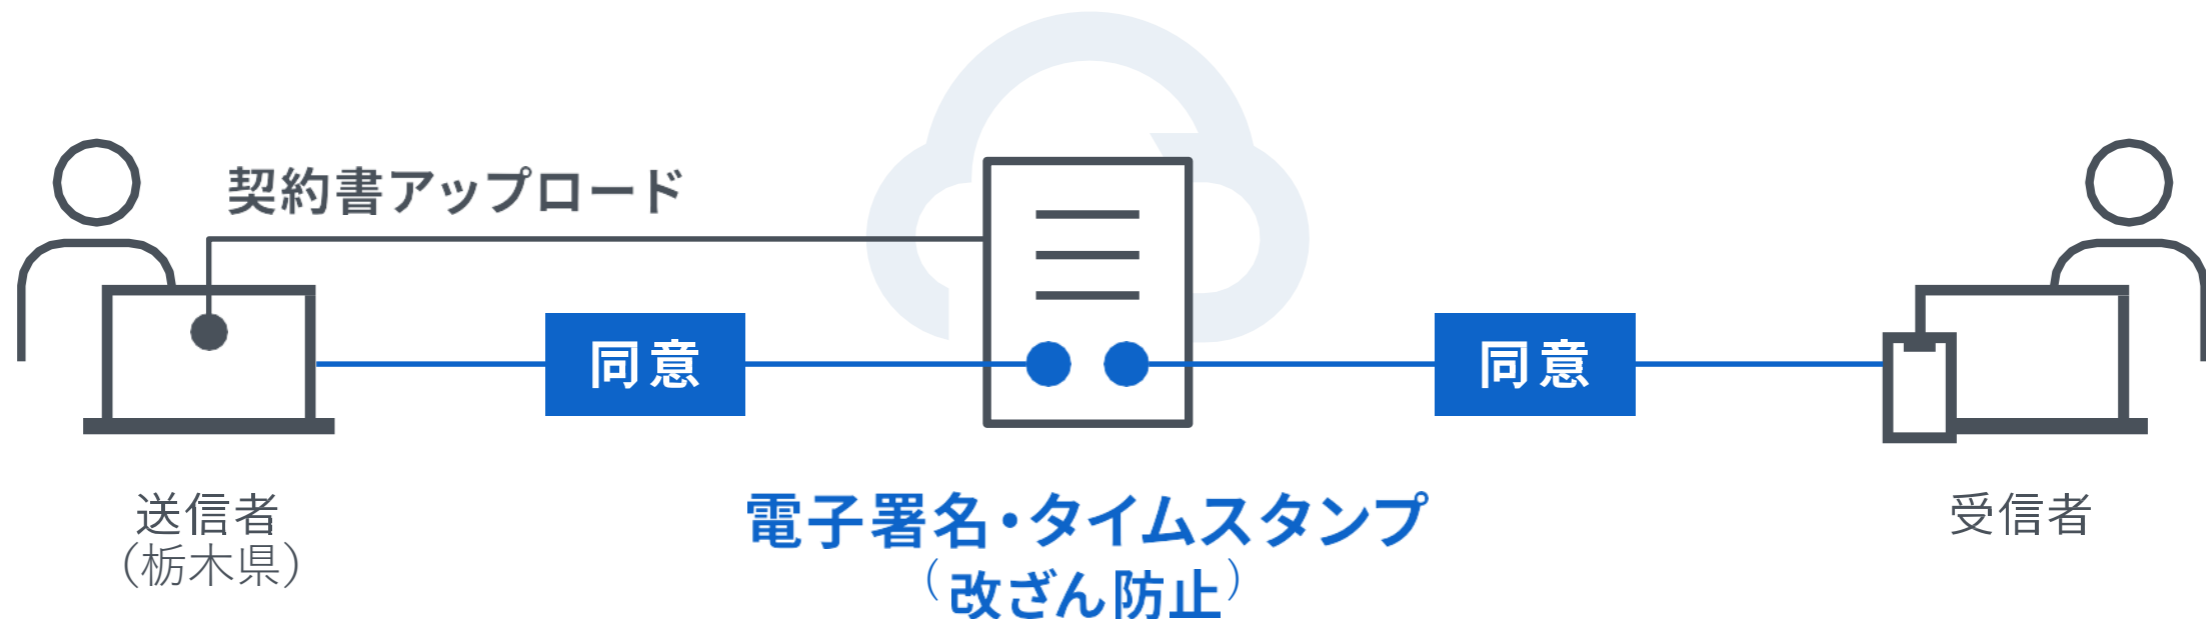 契約書アップロード
同意
同意
送信者
（栃木県）
電子署名・タイムスタンプ
（改ざん防止）
受信者